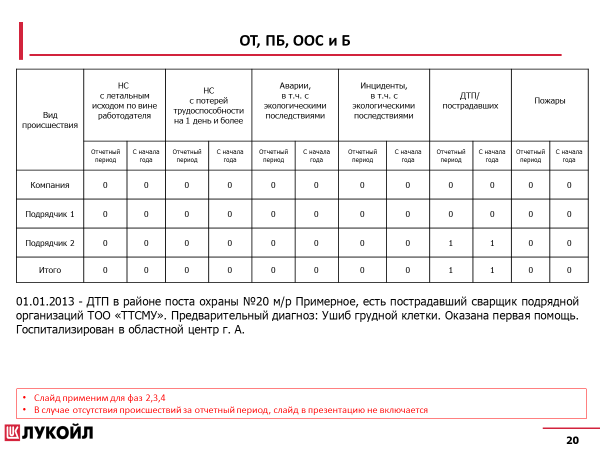 ОТ, ПБ, ООС и Б
Вид
происшествия
НС
с летальным
исходом по вине
работодателя
НС
с потерей
трудоспособности
на 1 день и более
Аварии,
в т.ч. с
экологическими
последствиями
Инциденты,
в т.ч. с
экологическими
последствиями
ДТП/
пострадавших
Пожары
Отчетный период С начала года Отчетный период С начала года Отчетный период С начала года Отчетный период С начала года Отчетный период С начала года Отчетный период С начала года
Компания 0 0 0 0 0 0 0 0 0 0 0 0
Подрядчик 1 0 0 0 0 0 0 0 0 0 0 0 0
Подрядчик 2 0 0 0 0 0 0 0 0 1 1 0 0
Итого 0 0 0 0 0 0 0 0 1 1 0 0
01.01.2013 - ДТП в районе поста охраны №20 м/р Примерное, есть пострадавший сварщик подрядной
организаций ТОО «ТТСМУ». Предварительный диагноз: Ушиб грудной клетки. Оказана первая помощь.
Госпитализирован в областной центр г. А.
• Слайд применим для фаз 2,3,4
• В случае отсутствия происшествий за отчетный период, слайд в презентацию не включается
ЛУКОЙЛ
20